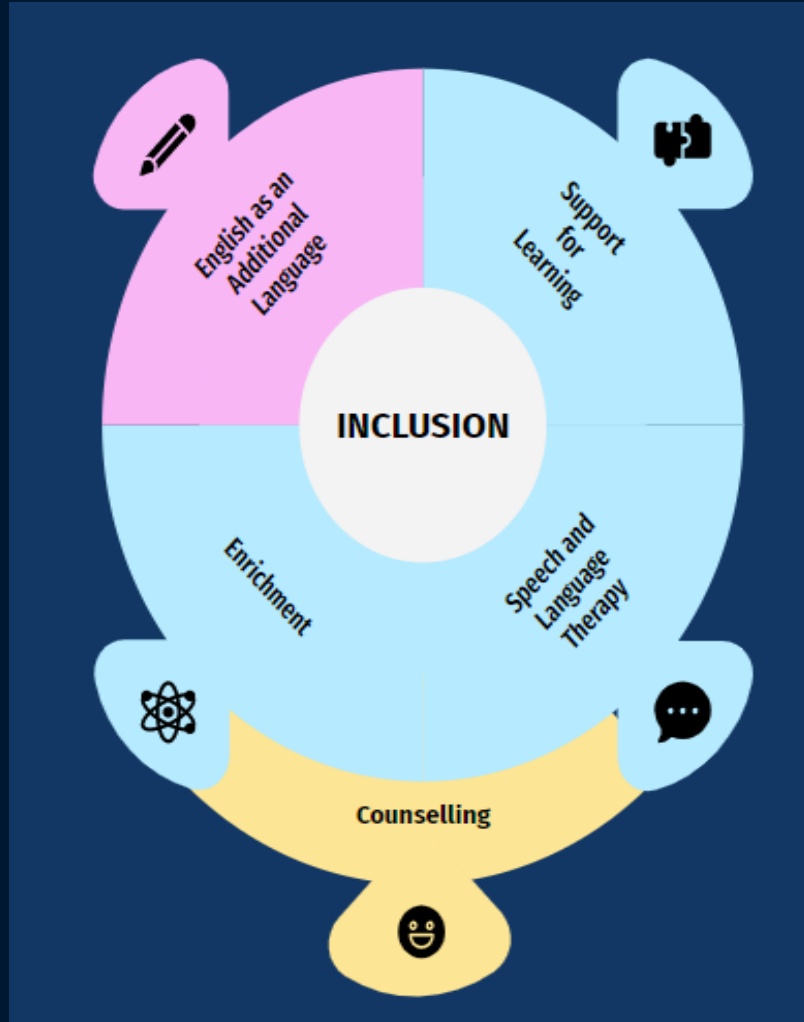 English as an
Additional
Language
Support
for
Learning
INCLUSION
Enrichment
Speech and
Language
Therapy
Counselling